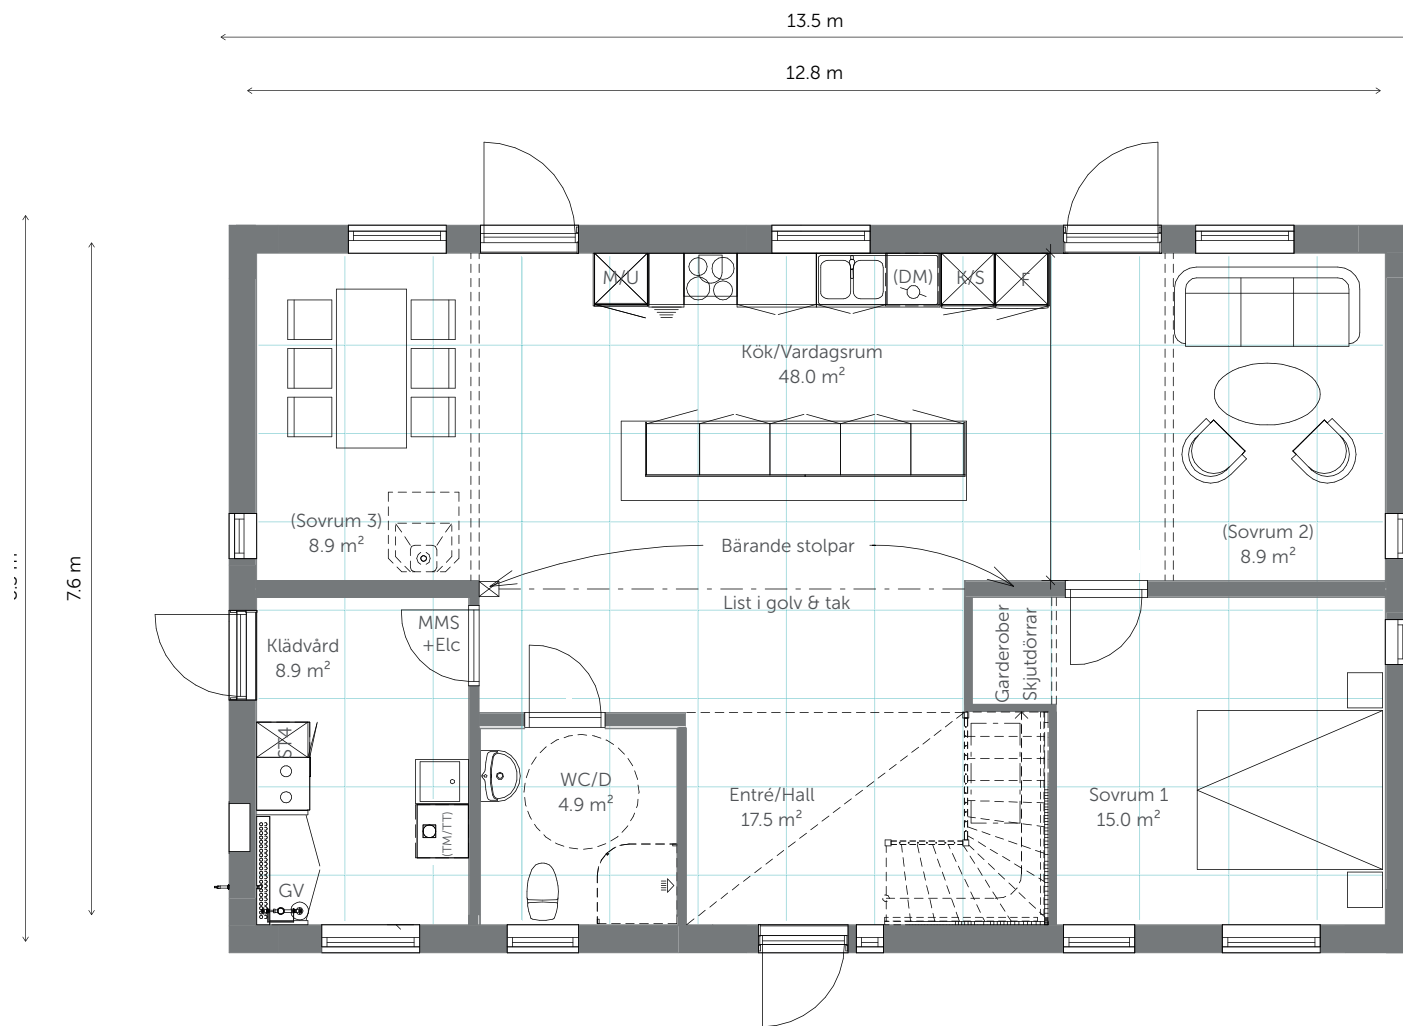 13.5 m
12.8 m
7.6 m
M/U
(DM)
K/S
F
Kök/Vardagsrum
48.0 m²
(Sovrum 3)
8.9 m²
Bärande stolpar
(Sovrum 2)
8.9 m²
List i golv & tak
MMS
+Elc
Klädvård
8.9 m²
Garderober
Skjutdörrar
ST4
WC/D
4.9 m²
Entré/Hall
17.5 m²
Sovrum 1
15.0 m²
(TM/TT)
GV